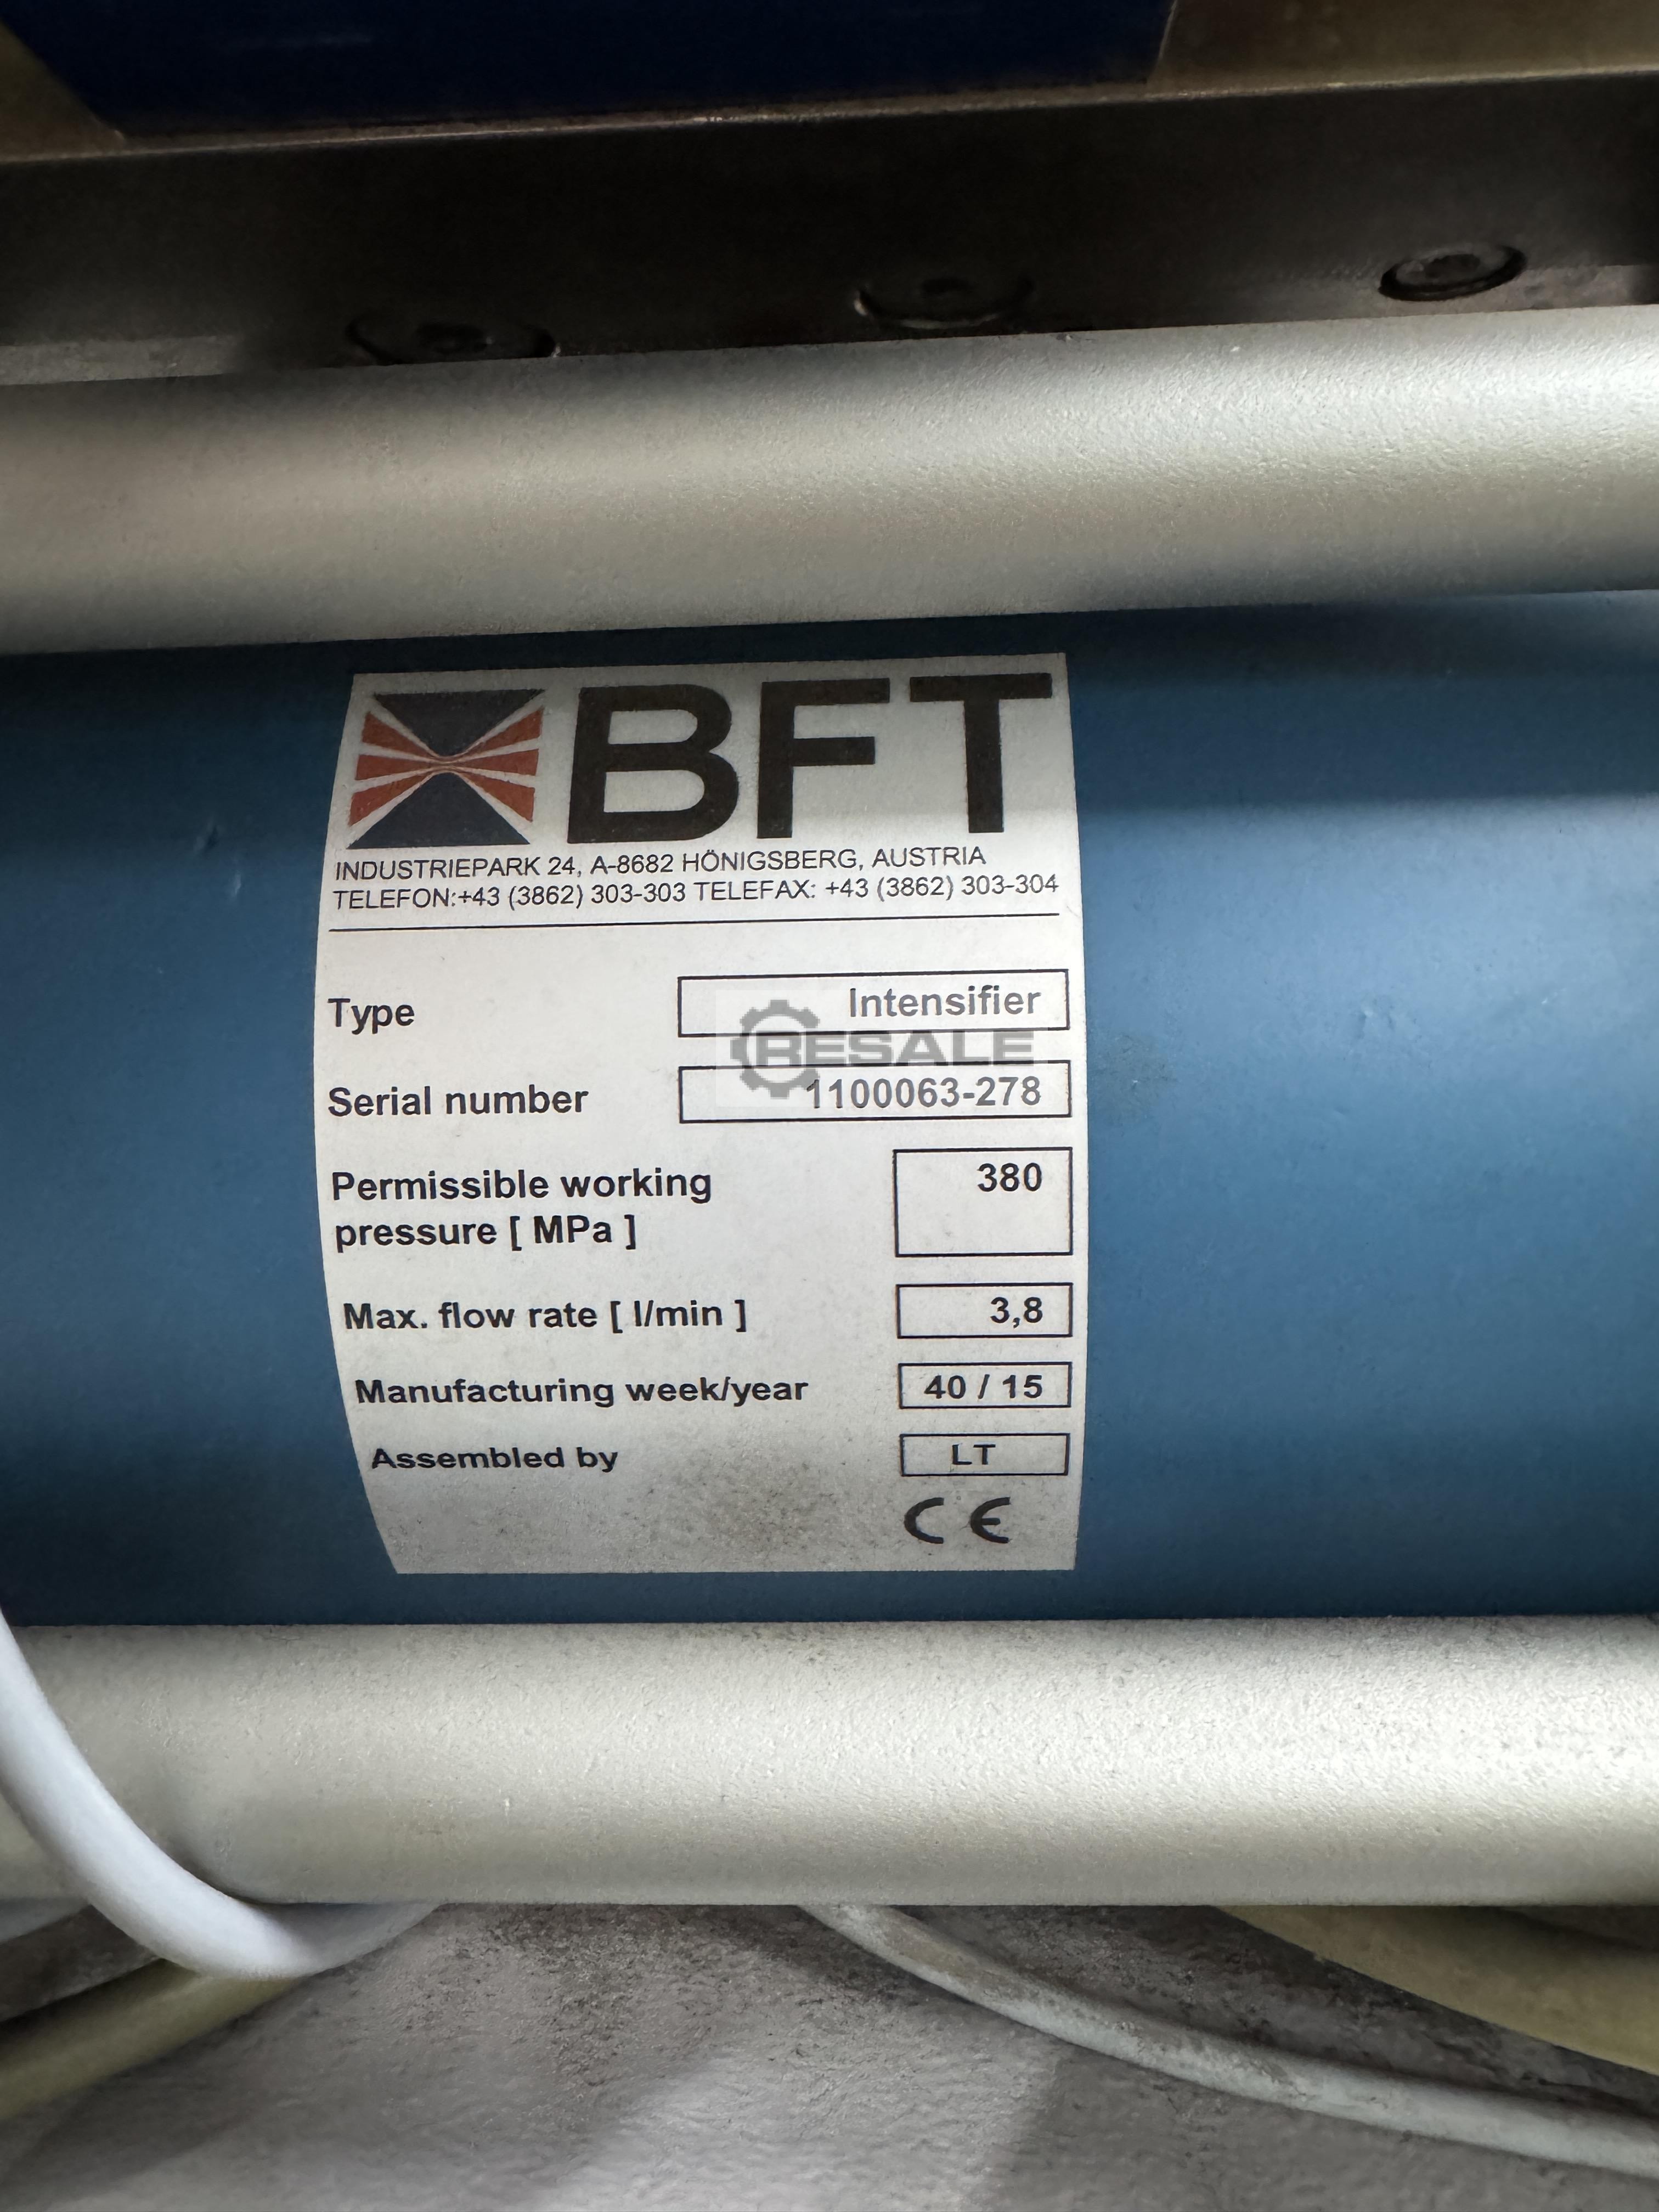 BFT
INDUSTRIEPARK 24, A-8682 HÖNIGSBERG, AUSTRIA
TELEFON:+43 (3862) 303-303 TELEFAX: +43 (3862) 303-304
Type Intensifier
RESALE
Serial number 1100063-278
Permissible working 380
pressure [ MPa ]
Max. flow rate [ l/min ] 3,8
Manufacturing week/year 40 / 15
Assembled by LT
CE